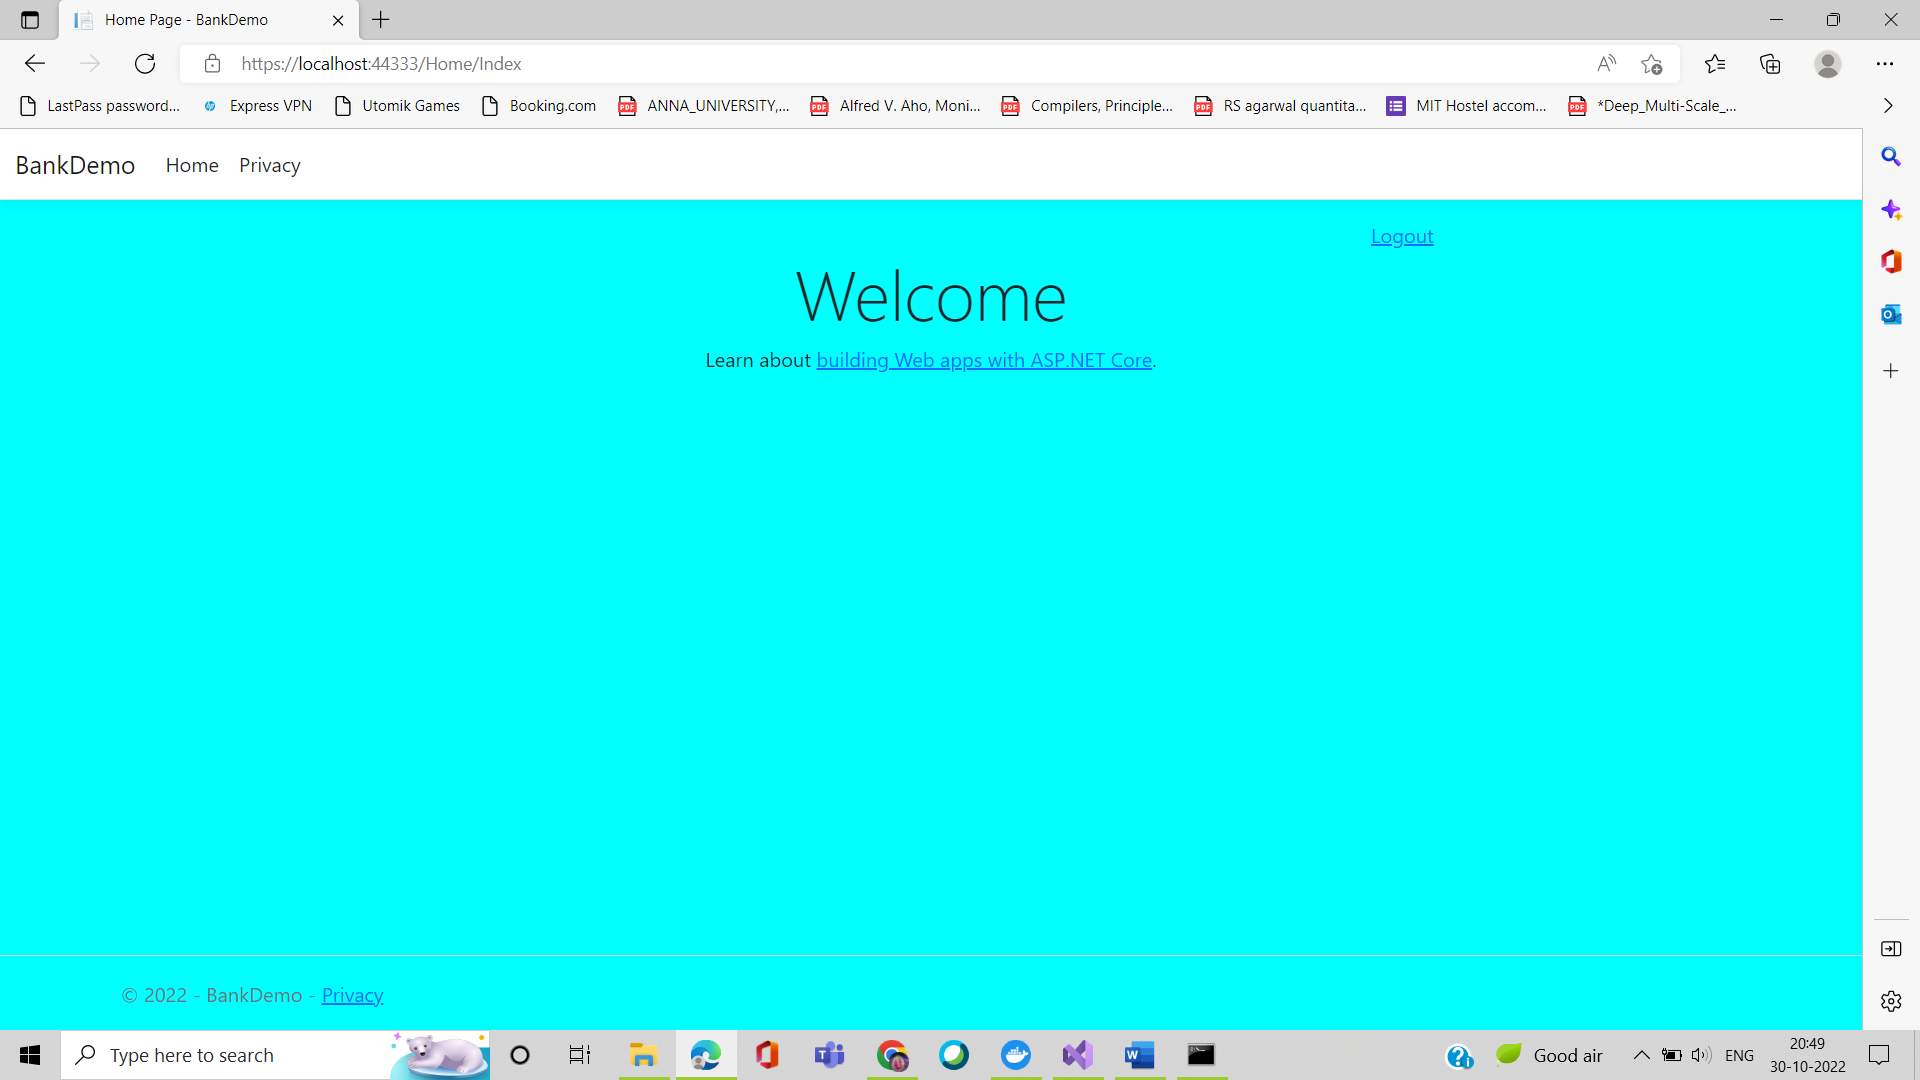 Home Page - BankDemo
https://localhost:44333/Home/Index
LastPass password... Express VPN Utomik Games Booking.com ANNA_UNIVERSITY,... Alfred V. Aho, Moni... Compilers, Principle... RS agarwal quantita... MIT Hostel accom... *Deep_Multi-Scale_...
BankDemo Home Privacy
Logout
Welcome
Learn about building Web apps with ASP.NET Core.
© 2022 - BankDemo - Privacy
Type here to search
Good air
ENG
20:49
30-10-2022